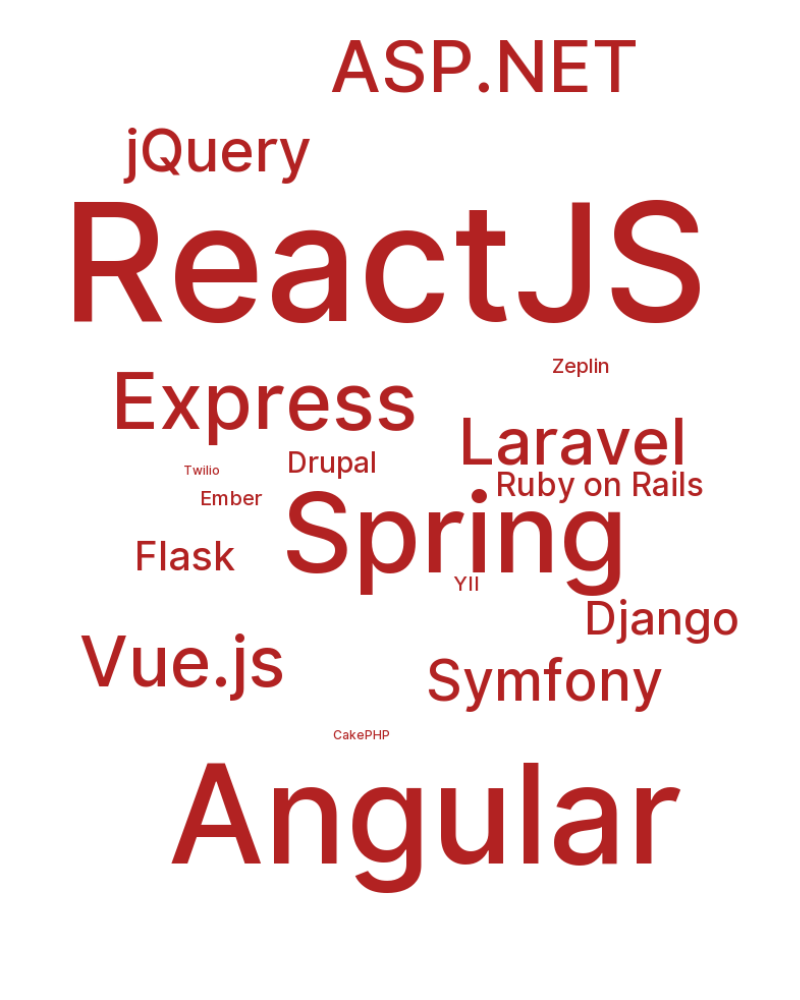 ASP.NET
jQuery
ReactJS
Zeplin
Express
Laravel
Drupal
Twilio
Ruby on Rails
Ember
Spring
Flask
YII
Django
Vue.js
Symfony
CakePHP
Angular